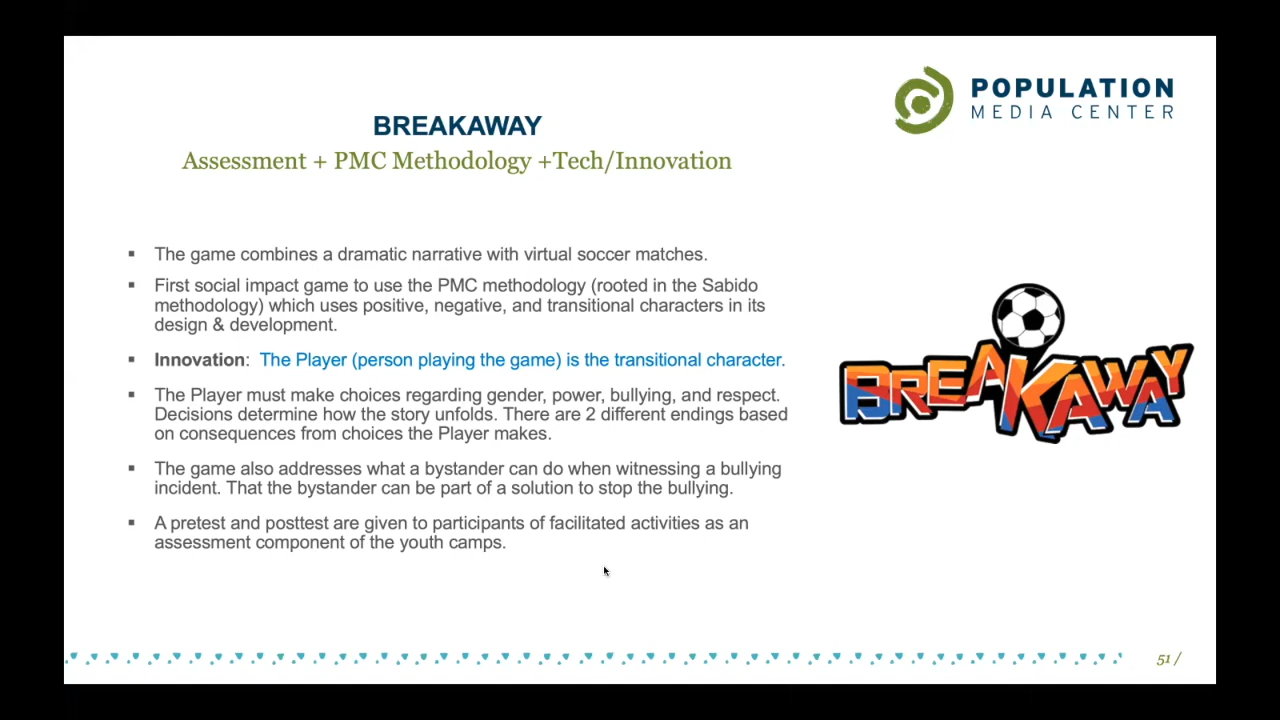 POPULATION
MEDIA CENTER
BREAKAWAY
Assessment + PMC Methodology +Tech/Innovation
▪ The game combines a dramatic narrative with virtual soccer matches.
▪ First social impact game to use the PMC methodology (rooted in the Sabido
methodology) which uses positive, negative, and transitional characters in its
design & development.
▪ Innovation: The Player (person playing the game) is the transitional character.
▪ The Player must make choices regarding gender, power, bullying, and respect.
Decisions determine how the story unfolds. There are 2 different endings based
on consequences from choices the Player makes.
▪ The game also addresses what a bystander can do when witnessing a bullying
incident. That the bystander can be part of a solution to stop the bullying.
▪ A pretest and posttest are given to participants of facilitated activities as an
assessment component of the youth camps.
BREAKAWAY
51 /